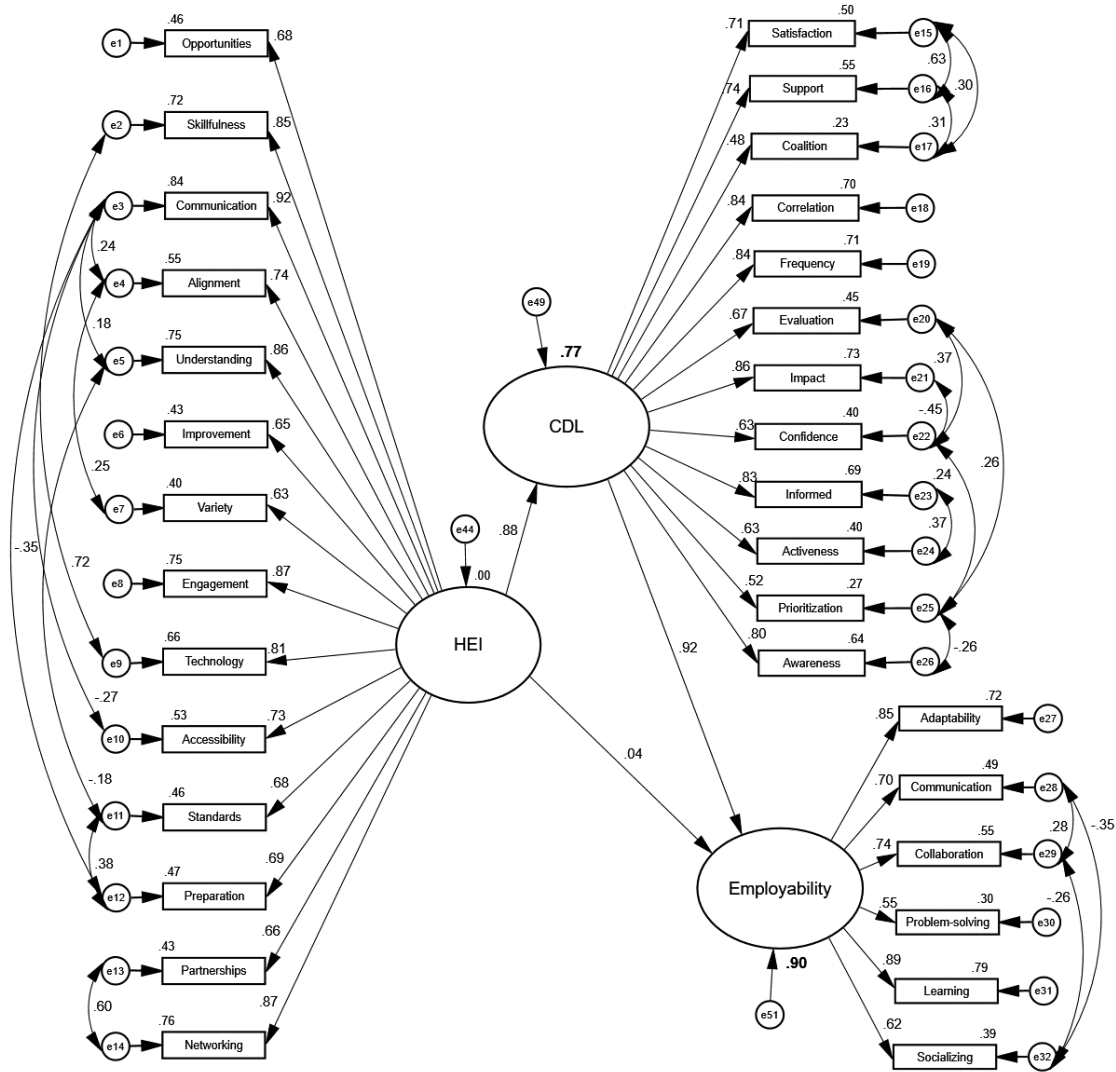 .46
e1
Opportunities
.68
.72
e2
Skillfulness
.85
.84
e3
Communication
.92
.24
.55
e4
Alignment
.74
.18
.75
e5
Understanding
.86
.43
e6
Improvement
.65
.25
.40
e7
Variety
.63
-.35
.72
.75
e8
Engagement
.87
.66
e9
Technology
.81
-.27
.53
e10
Accessibility
.73
-.18
.46
e11
Standards
.68
.38
.47
e12
Preparation
.69
.43
e13
Partnerships
.66
.60
.76
e14
Networking
.87
e44
.00
HEI
.88
.04
e49
.77
CDL
.92
.50
.71
Satisfaction
e15
.63
.55
.74
Support
e16
.30
.31
.23
.48
Coalition
e17
.70
.84
Correlation
e18
.71
.84
Frequency
e19
.45
.67
Evaluation
e20
.37
.73
.86
Impact
e21
-.45
.40
.63
Confidence
e22
.26
.24
.69
.83
Informed
e23
.37
.40
.63
Activeness
e24
.27
.52
Prioritization
e25
-.26
.64
.80
Awareness
e26
.72
.85
Adaptability
e27
.49
.70
Communication
e28
-.35
.28
.55
.74
Collaboration
e29
-.26
.30
.55
Problem-solving
e30
.79
.89
Learning
e31
.39
.62
Socializing
e32
Employability
.90
e51